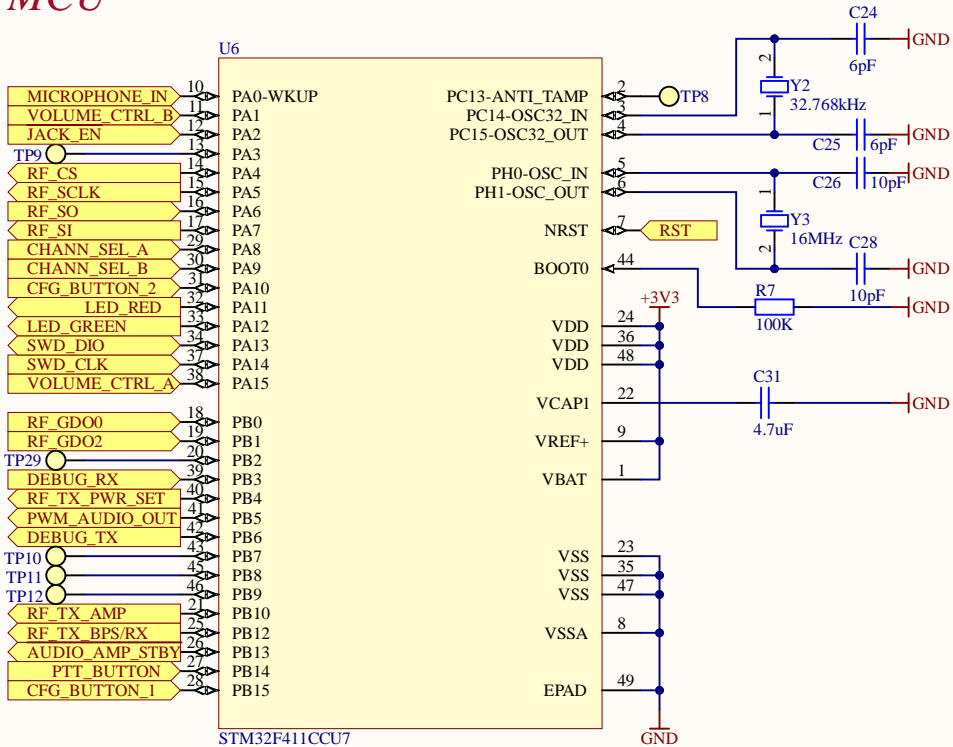 MCU
U6
MICROPHONE_IN 10 PA0-WKUP
VOLUME_CTRL_B 11 PA1
JACK_EN 12 PA2
TP9 13 PA3
RF_CS 14 PA4
RF_SCLK 15 PA5
RF_SO 16 PA6
RF_SI 17 PA7
CHANN_SEL_A 29 PA8
CHANN_SEL_B 30 PA9
CFG_BUTTON_2 31 PA10
LED_RED 32 PA11
LED_GREEN 33 PA12
SWD_DIO 34 PA13
SWD_CLK 37 PA14
VOLUME_CTRL_A 38 PA15
RF_GDO0 18 PB0
RF_GDO2 19 PB1
TP29 20 PB2
DEBUG_RX 39 PB3
RF_TX_PWR_SET 40 PB4
PWM_AUDIO_OUT 41 PB5
DEBUG_TX 42 PB6
TP10 43 PB7
TP11 45 PB8
TP12 46 PB9
RF_TX_AMP 21 PB10
RF_TX_BPS/RX 25 PB12
AUDIO_AMP_STBY 26 PB13
PTT_BUTTON 27 PB14
CFG_BUTTON_1 28 PB15
PC13-ANTI_TAMP 2 TP8
PC14-OSC32_IN 3
PC15-OSC32_OUT 4
PH0-OSC_IN 5
PH1-OSC_OUT 6
NRST 7 RST
BOOT0 44
+3V3
VDD 24
VDD 36
VDD 48
VCAP1 22
VREF+ 9
VBAT 1
VSS 23
VSS 35
VSS 47
VSSA 8
EPAD 49
GND
STM32F411CCU7
C24
6pF
GND
2
Y2
32.768kHz
1
C25 6pF
GND
C26 10pF
GND
1
Y3
16MHz
2
C28
10pF
GND
R7
100K
GND
C31
4.7uF
GND